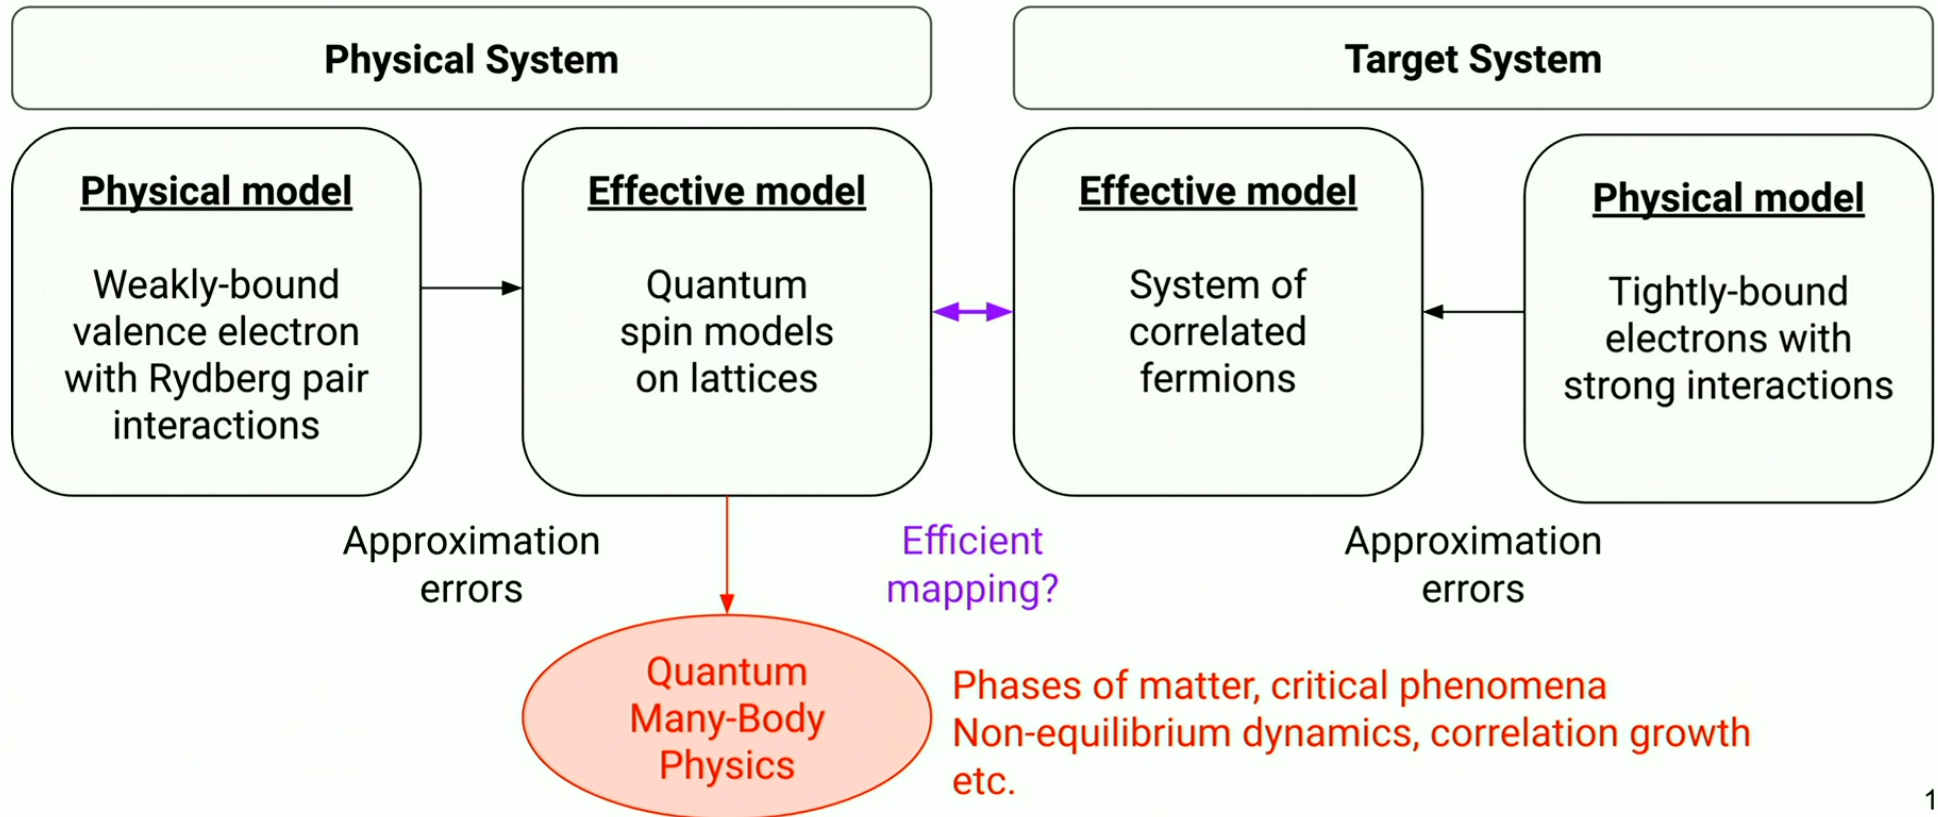 Physical System
Target System
Physical model
Weakly-bound
valence electron
with Rydberg pair
interactions
Effective model
Quantum
spin models
on lattices
Effective model
System of
correlated
fermions
Physical model
Tightly-bound
electrons with
strong interactions
Approximation
errors
Efficient
mapping?
Approximation
errors
Quantum
Many-Body
Physics
Phases of matter, critical phenomena
Non-equilibrium dynamics, correlation growth
etc.
1